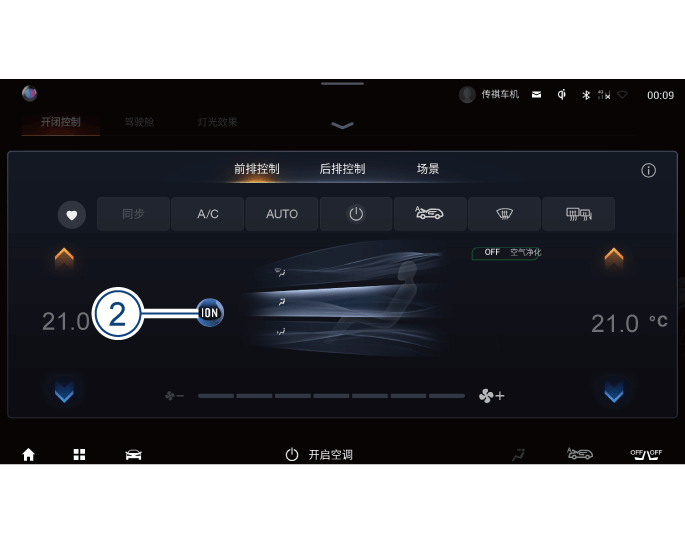 传祺车机 00:09
开闭控制 驾驶舱 灯光效果
前排控制 后排控制 场景
同步 A/C AUTO
OFF 空气净化
21.0 2 ION 21.0 °C
开启空调 OFF OFF